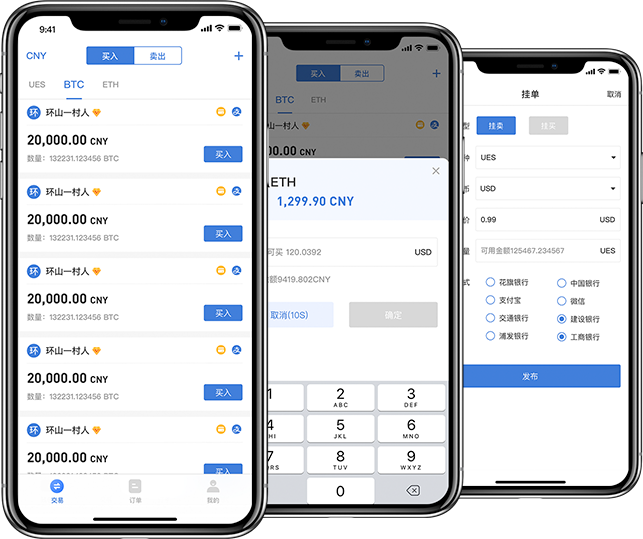 9:41
CNY
买入
卖出
+
UES
BTC
ETH
环 环山一村人
20,000.00 CNY
数量: 132231.123456 BTC
买入
环 环山一村人
20,000.00 CNY
数量: 132231.123456 BTC
买入
环 环山一村人
20,000.00 CNY
数量: 132231.123456 BTC
买入
环 环山一村人
20,000.00 CNY
数量: 132231.123456 BTC
买入
环 环山一村人
20,000.00 CNY
买入
交易
订单
我的
买入
卖出
+
BTC
ETH
山一村人
00.00 CNY
ETH
1,299.90 CNY
可买 120.0392
USD
额9419.802CNY
取消(10S)
确定
1
2
ABC
3
DEF
4
GHI
5
JKL
6
MNO
7
PQRS
8
TUV
9
WXYZ
0
挂单
取消
型
挂卖
挂买
种
UES
币
USD
价
0.99
USD
量
可用金额125467.234567
UES
式
花旗银行
中国银行
支付宝
微信
交通银行
建设银行
浦发银行
工商银行
发布